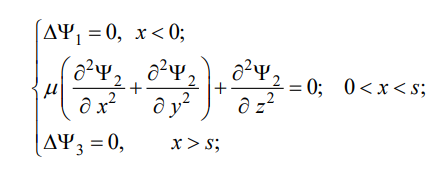 ΔΨ₁ = 0, x < 0;
μ(∂²Ψ₂/∂x² + ∂²Ψ₂/∂y²) + ∂²Ψ₂/∂z² = 0; 0 < x < s;
ΔΨ₃ = 0, x > s;